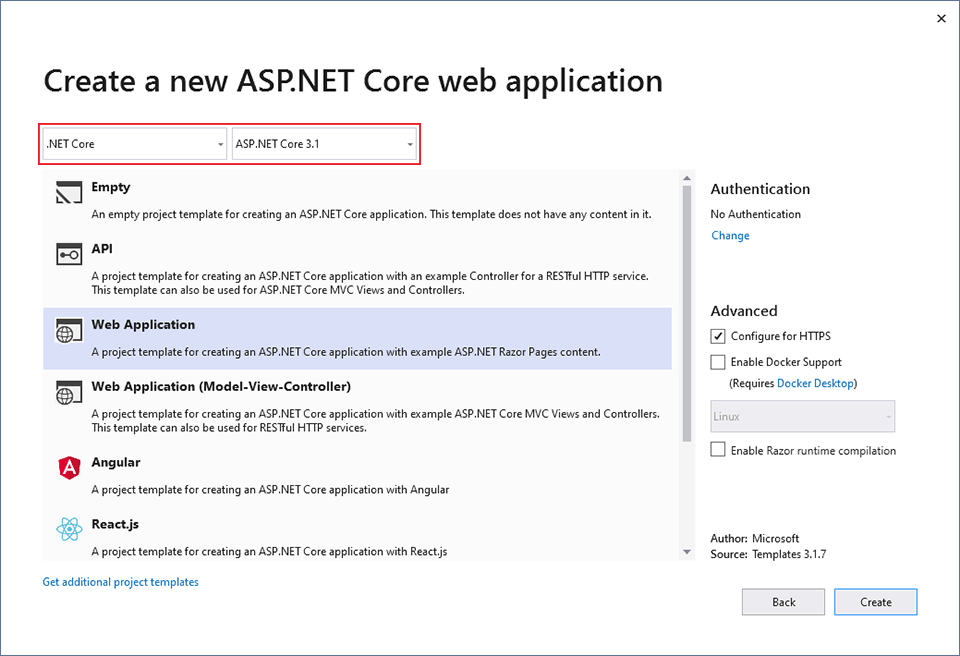 Create a new ASP.NET Core web application
.NET Core
ASP.NET Core 3.1
Empty
An empty project template for creating an ASP.NET Core application. This template does not have any content in it.
API
A project template for creating an ASP.NET Core application with an example Controller for a RESTful HTTP service.
This template can also be used for ASP.NET Core MVC Views and Controllers.
Web Application
A project template for creating an ASP.NET Core application with example ASP.NET Razor Pages content.
Web Application (Model-View-Controller)
A project template for creating an ASP.NET Core application with example ASP.NET Core MVC Views and Controllers.
This template can also be used for RESTful HTTP services.
Angular
A project template for creating an ASP.NET Core application with Angular
React.js
A project template for creating an ASP.NET Core application with React.js
Get additional project templates
Authentication
No Authentication
Change
Advanced
Configure for HTTPS
Enable Docker Support
(Requires Docker Desktop)
Linux
Enable Razor runtime compilation
Author: Microsoft
Source: Templates 3.1.7
Back
Create